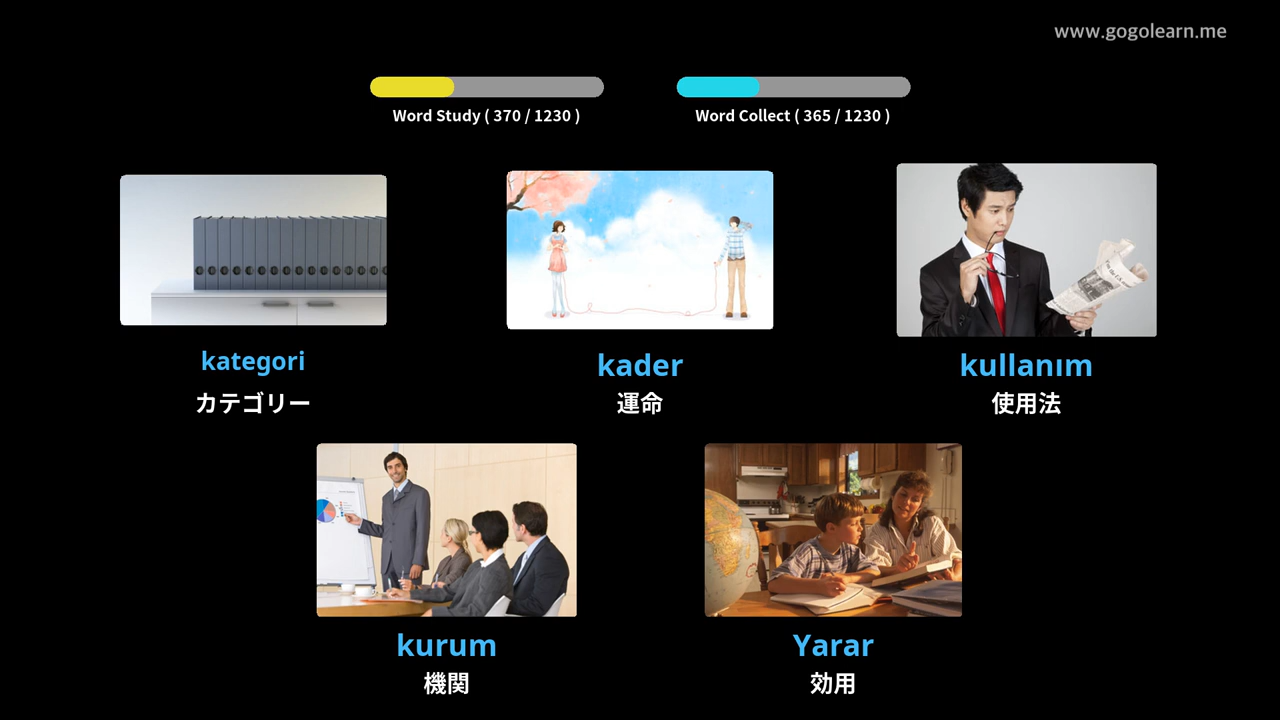 www.gogolearn.me
Word Study ( 370 / 1230 )
Word Collect ( 365 / 1230 )
kategori
カテゴリー
kader
運命
kullanım
使用法
kurum
機関
Yarar
効用